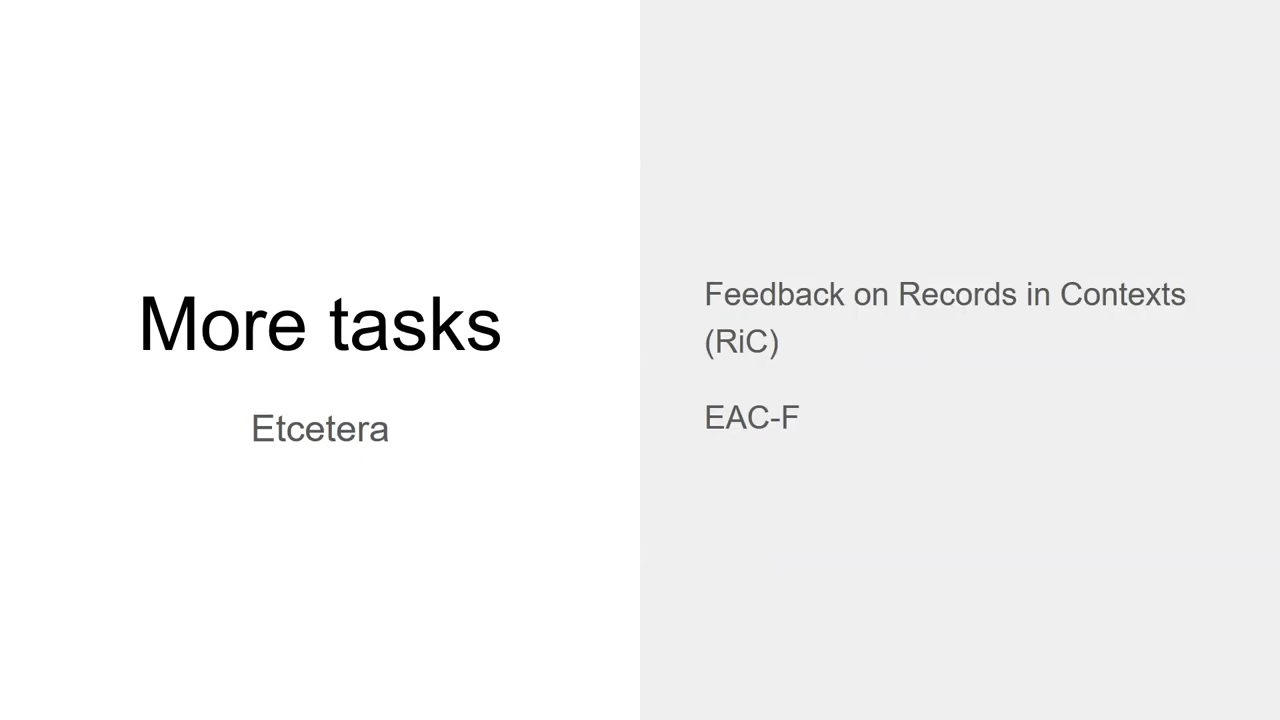 More tasks
Etcetera
Feedback on Records in Contexts
(RiC)
EAC-F